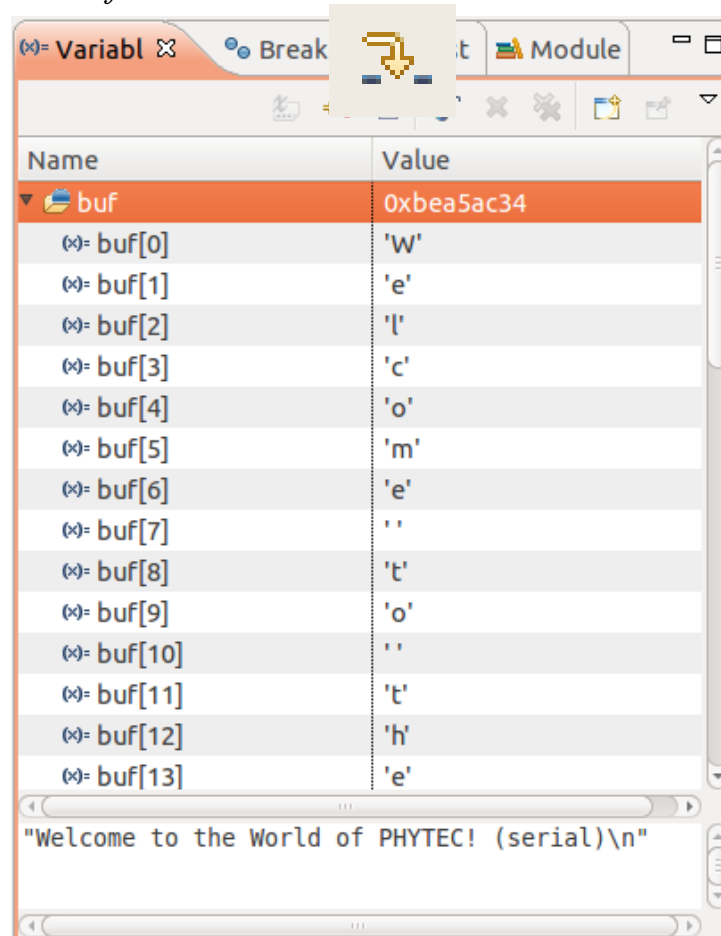 (x)= Variabl Break t Module
Name Value
buf 0xbea5ac34
(x)= buf[0] 'W'
(x)= buf[1] 'e'
(x)= buf[2] 'l'
(x)= buf[3] 'c'
(x)= buf[4] 'o'
(x)= buf[5] 'm'
(x)= buf[6] 'e'
(x)= buf[7] ' '
(x)= buf[8] 't'
(x)= buf[9] 'o'
(x)= buf[10] ' '
(x)= buf[11] 't'
(x)= buf[12] 'h'
(x)= buf[13] 'e'
"Welcome to the World of PHYTEC! (serial)\n"